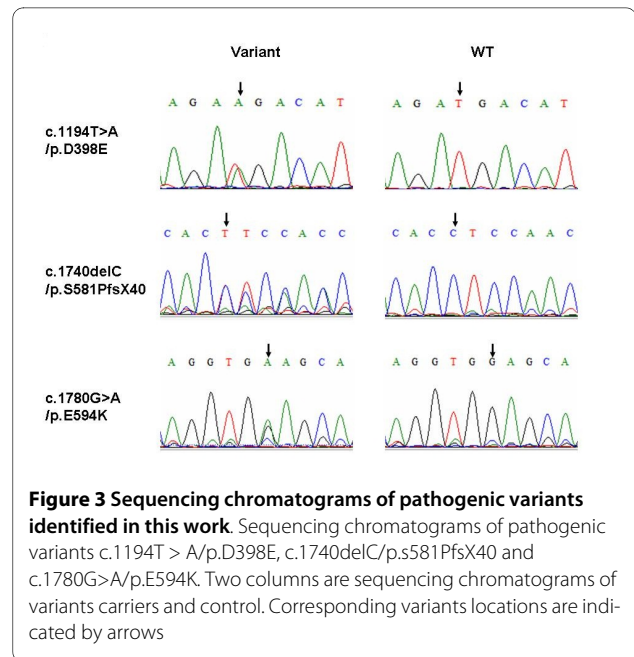 Variant WT
A G A A G A C A T A G A T G A C A T
c.1194T>A
/p.D398E
C A C T T C C A C C C A C C T C C A A C
c.1740delC
/p.S581PfsX40
A G G T G A A G C A A G G T G G A G C A
c.1780G>A
/p.E594K
Figure 3 Sequencing chromatograms of pathogenic variants
identified in this work. Sequencing chromatograms of pathogenic
variants c.1194T > A/p.D398E, c.1740delC/p.s581PfsX40 and
c.1780G>A/p.E594K. Two columns are sequencing chromatograms of
variants carriers and control. Corresponding variants locations are indi-
cated by arrows